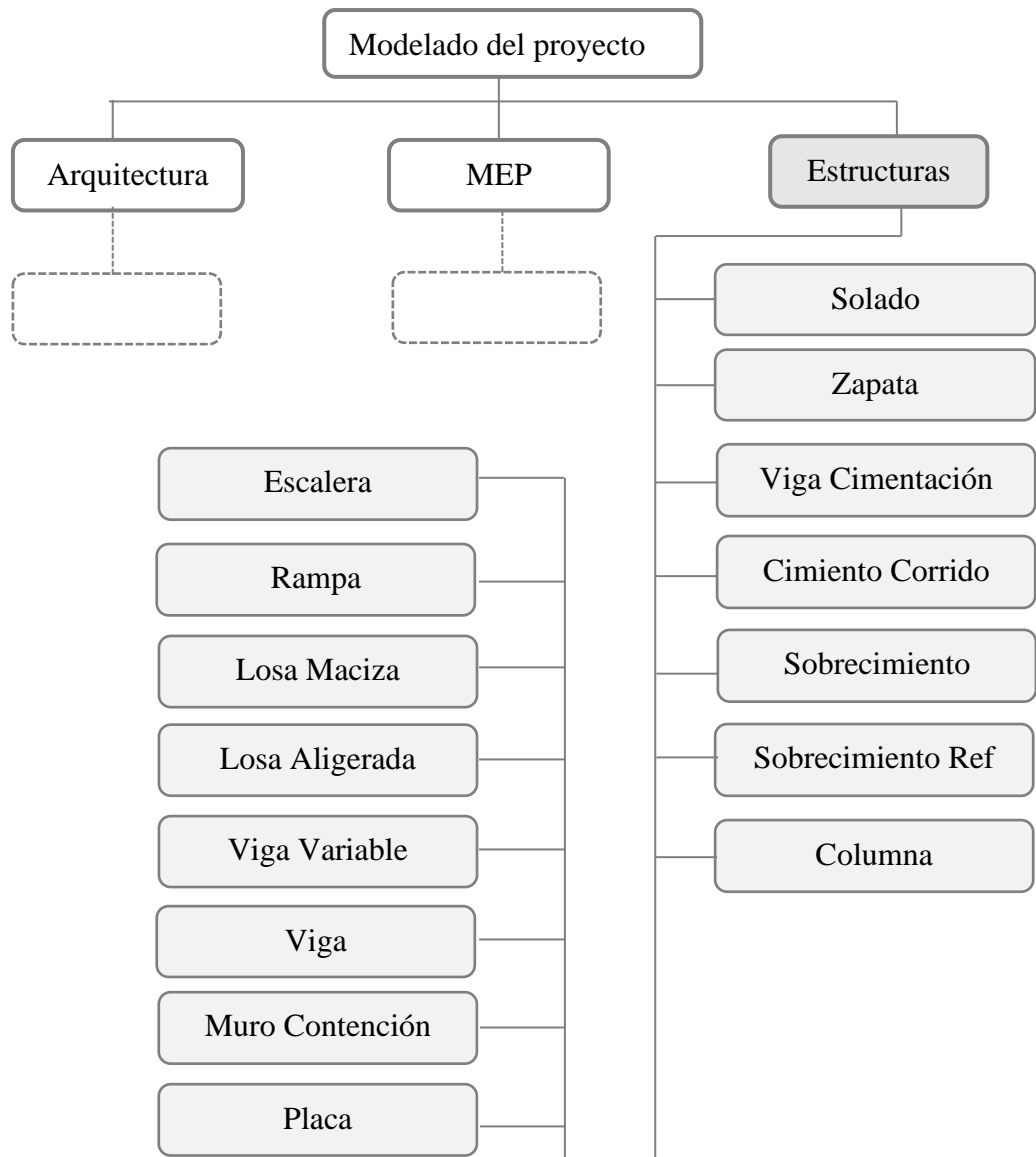 Modelado del proyecto
Arquitectura
MEP
Estructuras
Solado
Zapata
Viga Cimentación
Cimiento Corrido
Sobrecimiento
Sobrecimiento Ref
Columna
Escalera
Rampa
Losa Maciza
Losa Aligerada
Viga Variable
Viga
Muro Contención
Placa